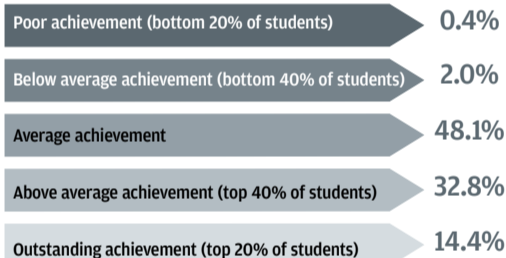 Poor achievement (bottom 20% of students) 0.4%
Below average achievement (bottom 40% of students) 2.0%
Average achievement 48.1%
Above average achievement (top 40% of students) 32.8%
Outstanding achievement (top 20% of students) 14.4%